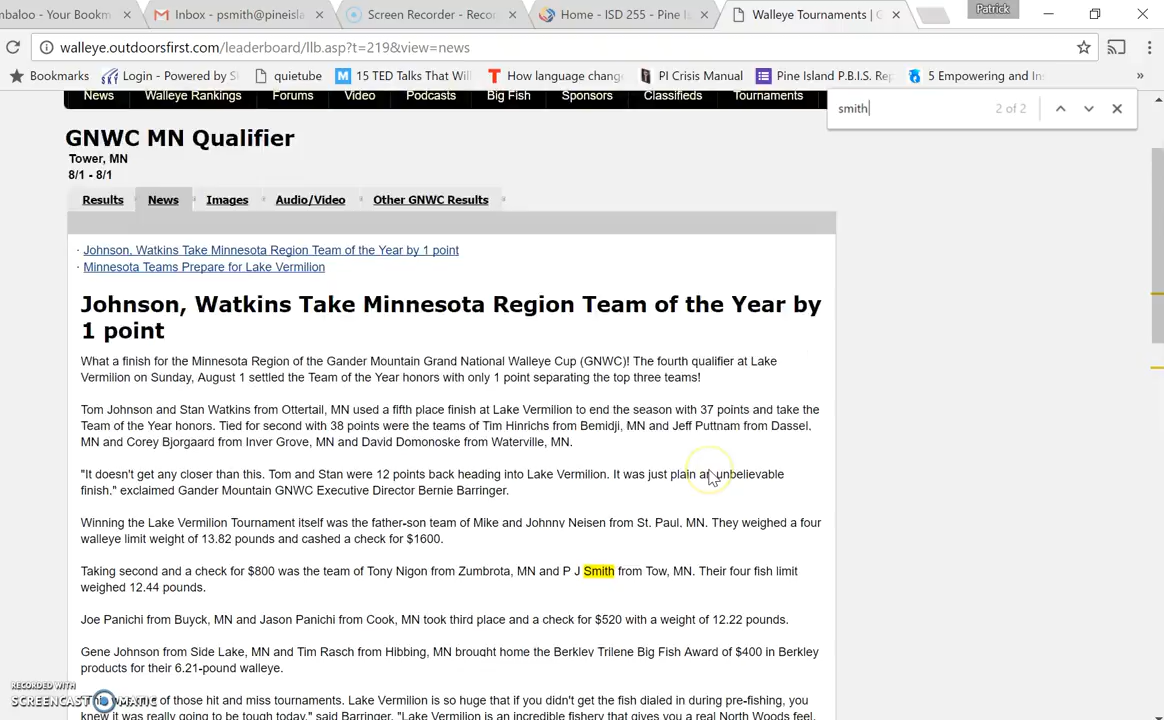 mbaloo - Your Bookm
Inbox - psmith@pineisla
Screen Recorder - Recor
Home - ISD 255 - Pine Is
Walleye Tournaments | G
Patrick
walleye.outdoorsfirst.com/leaderboard/llb.asp?t=219&view=news
Bookmarks
Login - Powered by Sk
quietube
15 TED Talks That Will
How language change
PI Crisis Manual
Pine Island P.B.I.S. Rep
5 Empowering and Ins
»
smith
2 of 2
News
Walleye Rankings
Forums
Video
Podcasts
Big Fish
Sponsors
Classifieds
Tournaments
GNWC MN Qualifier
Tower, MN
8/1 - 8/1
Results
News
Images
Audio/Video
Other GNWC Results
· Johnson, Watkins Take Minnesota Region Team of the Year by 1 point
· Minnesota Teams Prepare for Lake Vermilion
Johnson, Watkins Take Minnesota Region Team of the Year by
1 point
What a finish for the Minnesota Region of the Gander Mountain Grand National Walleye Cup (GNWC)! The fourth qualifier at Lake
Vermilion on Sunday, August 1 settled the Team of the Year honors with only 1 point separating the top three teams!
Tom Johnson and Stan Watkins from Ottertail, MN used a fifth place finish at Lake Vermilion to end the season with 37 points and take the
Team of the Year honors. Tied for second with 38 points were the teams of Tim Hinrichs from Bemidji, MN and Jeff Puttnam from Dassel,
MN and Corey Bjorgaard from Inver Grove, MN and David Domonoske from Waterville, MN.
"It doesn't get any closer than this. Tom and Stan were 12 points back heading into Lake Vermilion. It was just plain an unbelievable
finish." exclaimed Gander Mountain GNWC Executive Director Bernie Barringer.
Winning the Lake Vermilion Tournament itself was the father-son team of Mike and Johnny Neisen from St. Paul, MN. They weighed a four
walleye limit weight of 13.82 pounds and cashed a check for $1600.
Taking second and a check for $800 was the team of Tony Nigon from Zumbrota, MN and P J Smith from Tow, MN. Their four fish limit
weighed 12.44 pounds.
Joe Panichi from Buyck, MN and Jason Panichi from Cook, MN took third place and a check for $520 with a weight of 12.22 pounds.
Gene Johnson from Side Lake, MN and Tim Rasch from Hibbing, MN brought home the Berkley Trilene Big Fish Award of $400 in Berkley
products for their 6.21-pound walleye.
of those hit and miss tournaments. Lake Vermilion is so huge that if you didn't get the fish dialed in during pre-fishing, you
knew it was really going to be tough today," said Barringer. "Lake Vermilion is an incredible fishery that gives you a real North Woods feel.
RECORDED WITH
SCREENCAST MATIC